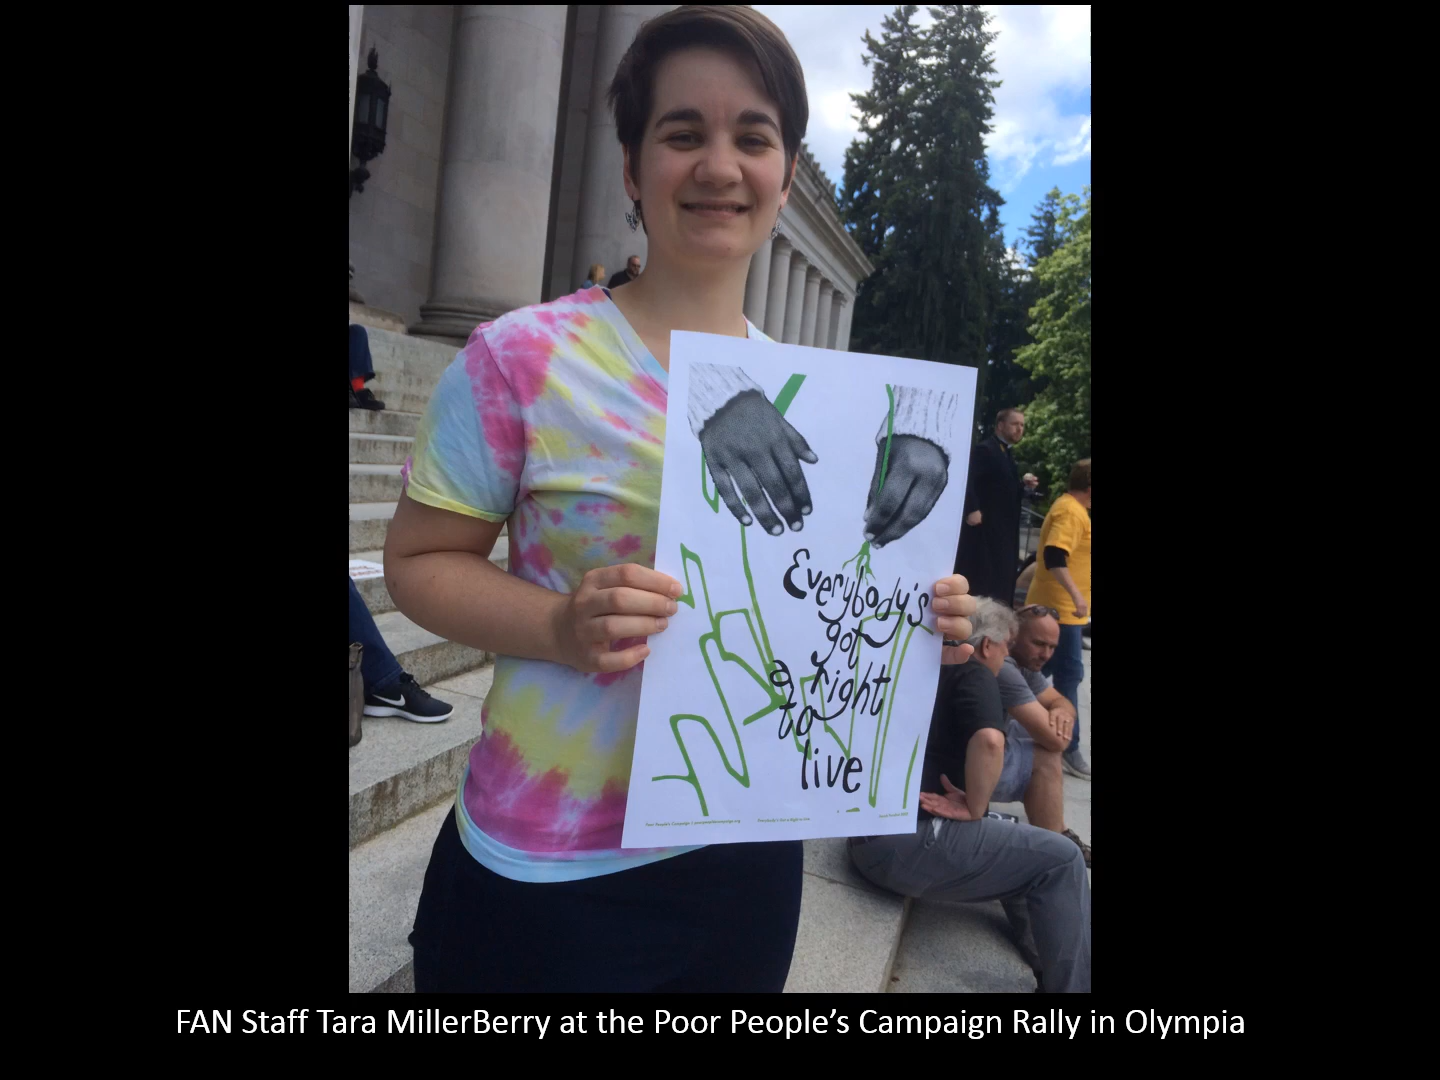 Everybody's
got
a right
to
live
FAN Staff Tara MillerBerry at the Poor People’s Campaign Rally in Olympia